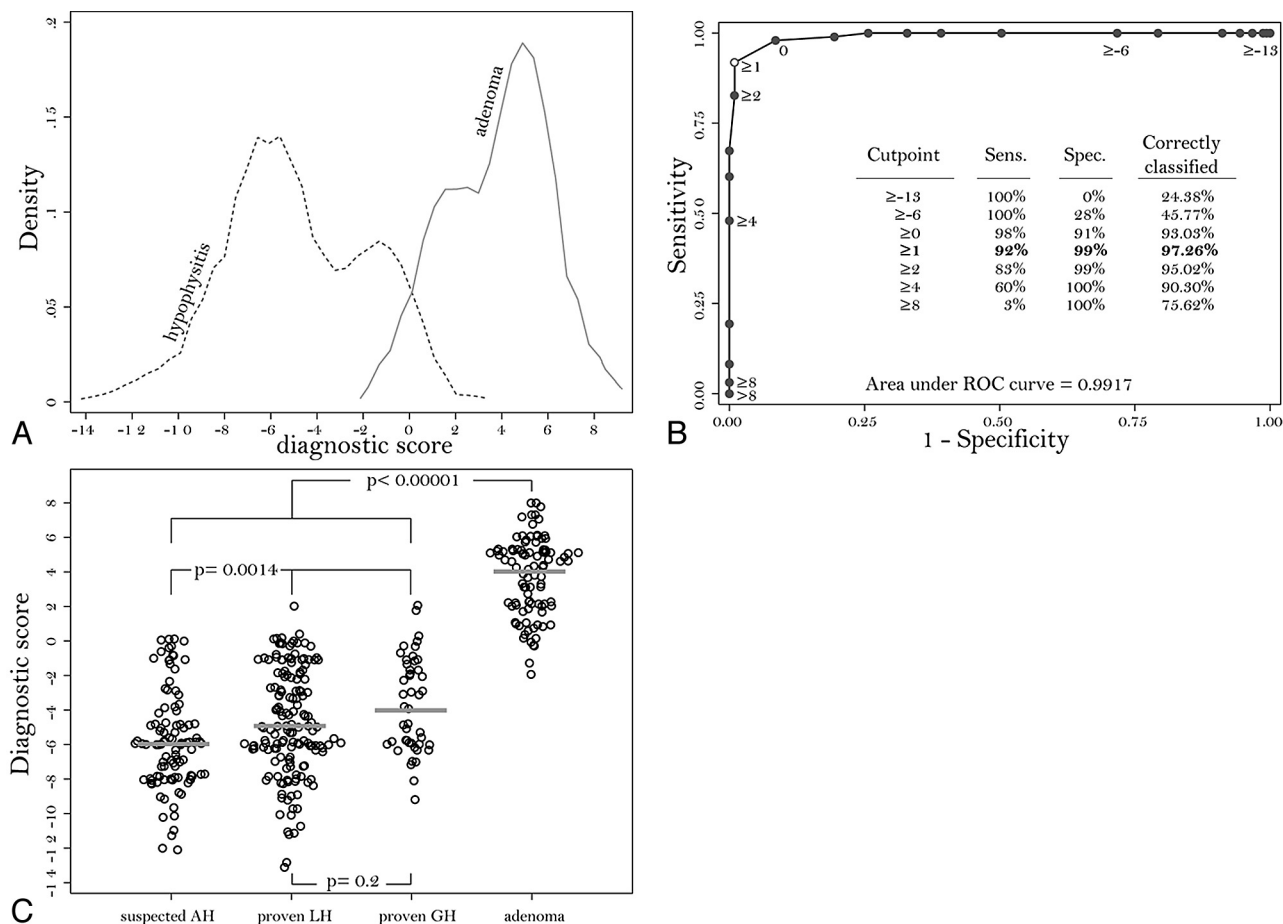 .2
.15
.1
.05
0
Density
hypophysitis
adenoma
-14 -12 -10 -8 -6 -4 -2 0 2 4 6 8
diagnostic score
A
1.00
0.75
0.50
0.25
0.00
Sensitivity
0
≥-6
≥-13
≥1
≥2
≥4
≥8
>8
Cutpoint Sens. Spec. Correctly classified
≥-13 100% 0% 24.38%
≥-6 100% 28% 45.77%
≥0 98% 91% 93.03%
≥1 92% 99% 97.26%
≥2 83% 99% 95.02%
≥4 60% 100% 90.30%
≥8 3% 100% 75.62%
Area under ROC curve = 0.9917
0.00 0.25 0.50 0.75 1.00
1 - Specificity
B
8
6
4
2
0
-2
-4
-6
-8
-10
-12
-14
Diagnostic score
p< 0.00001
p= 0.0014
p= 0.2
suspected AH proven LH proven GH adenoma
C